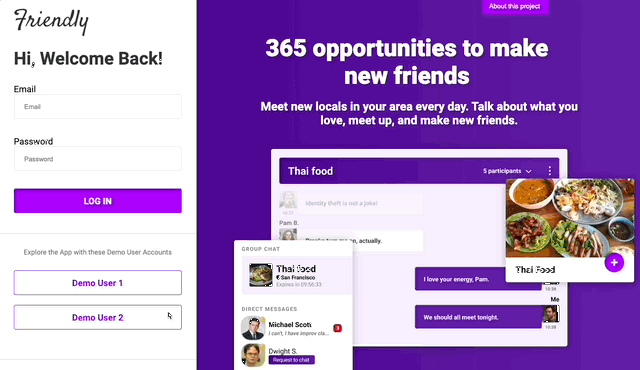 Friendly
Hi, Welcome Back!
Email
Email
Password
Password
LOG IN
Explore the App with these Demo User Accounts
Demo User 1
Demo User 2
About this project
365 opportunities to make
new friends
Meet new locals in your area every day. Talk about what you
love, meet up, and make new friends.
Thai food
5 participants
Identity theft is not a joke!
10:37
Pam B.
actually.
I love your energy, Pam.
10:38
Me
We should all meet tonight.
10:38
GROUP CHAT
Thai food
San Francisco
Expires in 09:56:33
DIRECT MESSAGES
Michael Scott
I can't, I have improv cla...
3
Dwight S.
Request to chat
Thai Food
+